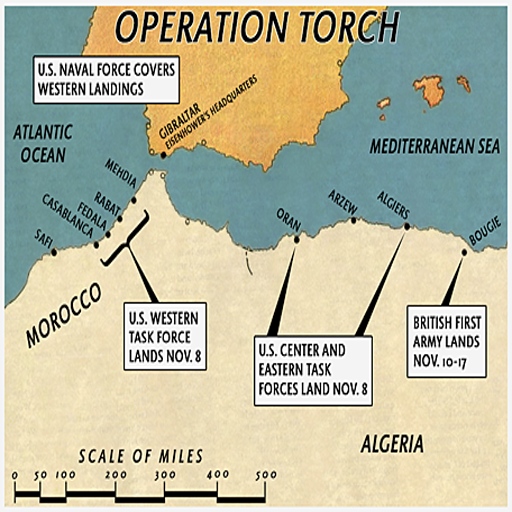 OPERATION TORCH
U.S. NAVAL FORCE COVERS
WESTERN LANDINGS
GIBRALTAR
EISENHOWER'S HEADQUARTERS
ATLANTIC
OCEAN
MEDITERRANEAN SEA
MEHDIA
RABAT
FEDALA
CASABLANCA
SAFI
ORAN
ARZEW
ALGIERS
BOUGIE
MOROCCO
U.S. WESTERN
TASK FORCE
LANDS NOV. 8
U.S. CENTER AND
EASTERN TASK
FORCES LAND NOV. 8
BRITISH FIRST
ARMY LANDS
NOV. 10-17
ALGERIA
SCALE OF MILES
0 50 100 200 300 400 500